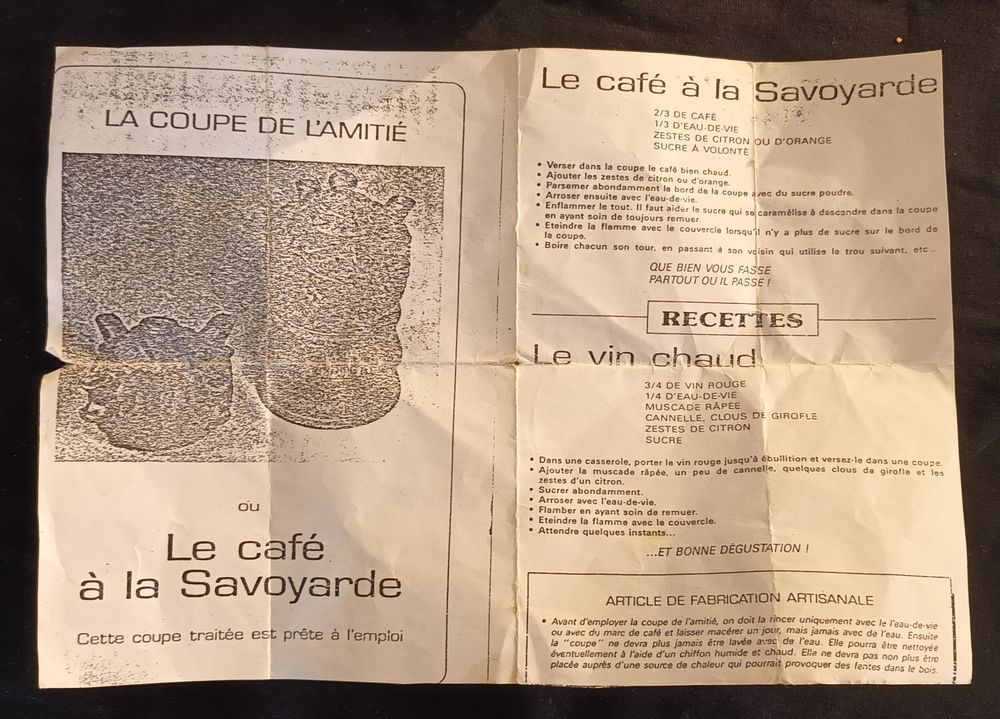 LA COUPE DE L'AMITIÉ
ou
Le café
à la Savoyarde
Cette coupe traitée est prête à l'emploi
Le café à la Savoyarde
2/3 DE CAFÉ
1/3 D'EAU-DE-VIE
ZESTES DE CITRON OU D'ORANGE
SUCRE À VOLONTÉ
• Verser dans la coupe le café bien chaud.
• Ajouter les zestes de citron ou d'orange.
• Parsemer abondamment le bord de la coupe avec du sucre poudre.
• Arroser ensuite avec l'eau-de-vie.
• Enflammer le tout. Il faut aider le sucre qui se caramélise à descendre dans la coupe
en ayant soin de toujours remuer.
• Eteindre la flamme avec le couvercle lorsqu'il n'y a plus de sucre sur le bord de
la coupe.
• Boire chacun son tour, en passant à son voisin qui utilise le trou suivant, etc...
QUE BIEN VOUS FASSE
PARTOUT OU IL PASSE !
RECETTES
Le vin chaud
3/4 DE VIN ROUGE
1/4 D'EAU-DE-VIE
MUSCADE RÂPÉE
CANNELLE, CLOUS DE GIROFLE
ZESTES DE CITRON
SUCRE
• Dans une casserole, porter le vin rouge jusqu'à ébullition et versez-le dans une coupe.
• Ajouter la muscade râpée, un peu de cannelle, quelques clous de girofle et les
zestes d'un citron.
• Sucrer abondamment.
• Arroser avec l'eau-de-vie.
• Flamber en ayant soin de remuer.
• Eteindre la flamme avec le couvercle.
• Attendre quelques instants...
...ET BONNE DÉGUSTATION !
ARTICLE DE FABRICATION ARTISANALE
• Avant d'employer la coupe de l'amitié, on doit la rincer uniquement avec le l'eau-de-vie
ou avec du marc de café et laisser macérer un jour, mais jamais avec de l'eau. Ensuite
la "coupe" ne devra plus jamais être lavée avec de l'eau. Elle pourra être nettoyée
éventuellement à l'aide d'un chiffon humide et chaud. Elle ne devra pas non plus être
placée auprès d'une source de chaleur qui pourrait provoquer des fentes dans le bois.